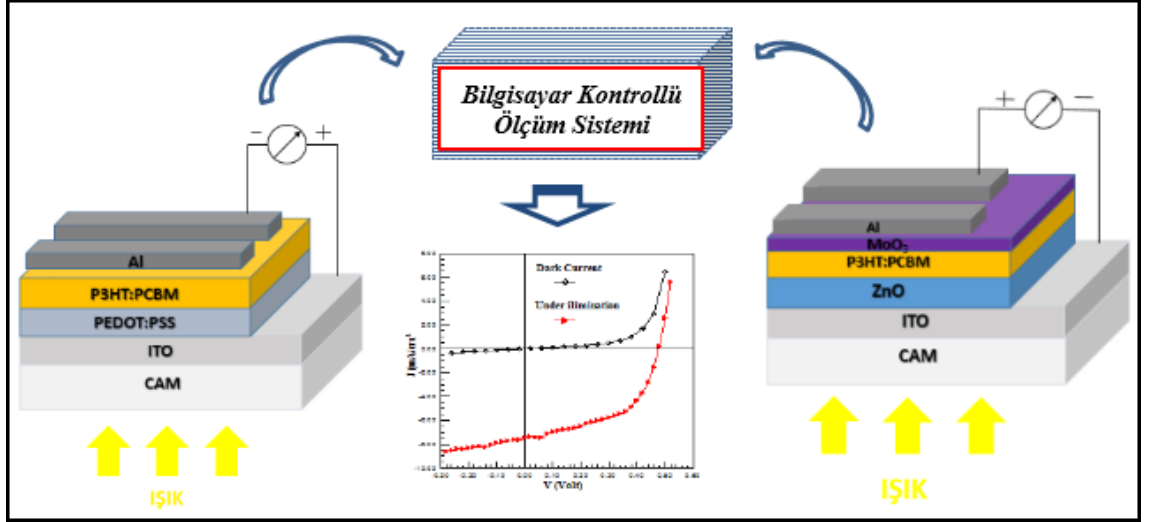 Bilgisayar Kontrollü
Ölçüm Sistemi
− +
Al
P3HT:PCBM
PEDOT:PSS
ITO
CAM
IŞIK
Dark Current
Under ilimination
V (Volt)
+ −
Al
MoO3
P3HT:PCBM
ZnO
ITO
CAM
IŞIK